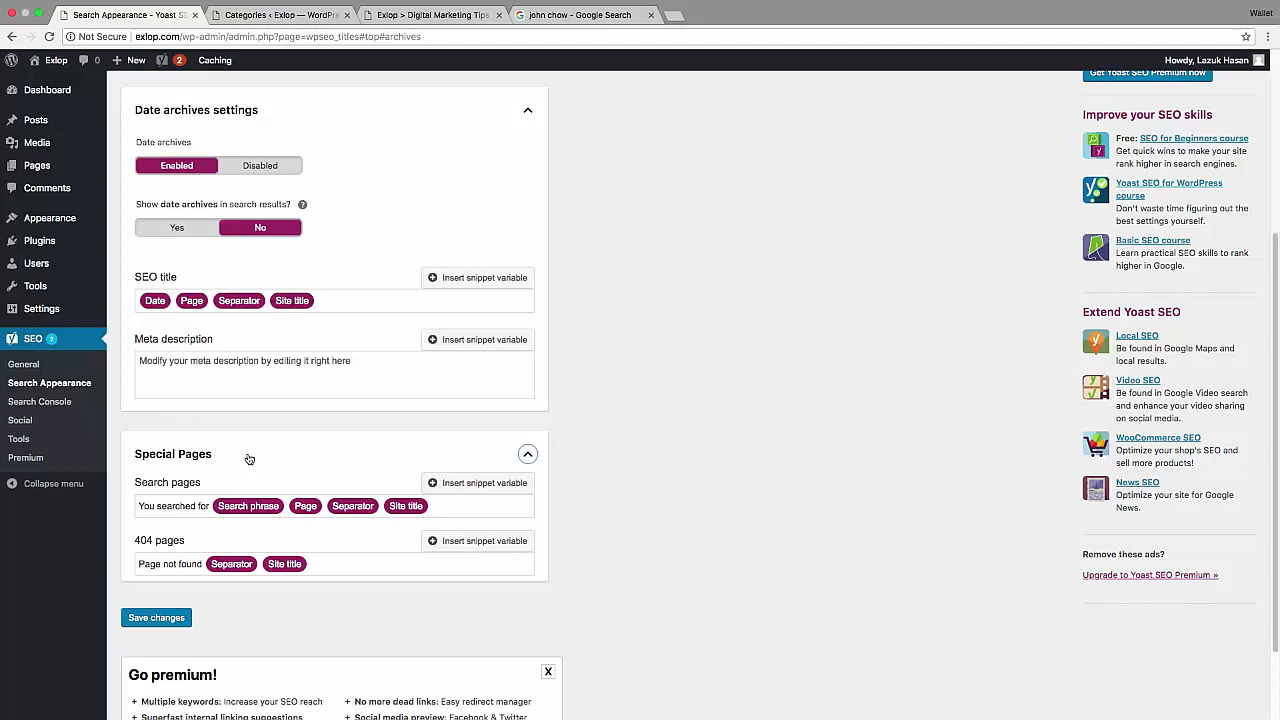 Search Appearance - Yoast SE
Categories ‹ Exlop — WordPre
Exlop > Digital Marketing Tips
john chow - Google Search
Wallet
Not Secure
exlop.com/wp-admin/admin.php?page=wpseo_titles#top#archives
Exlop
0
New
2
Caching
Howdy, Lazuk Hasan
Dashboard
Posts
Media
Pages
Comments
Appearance
Plugins
Users
Tools
Settings
SEO
General
Search Appearance
Search Console
Social
Tools
Premium
Collapse menu
Date archives settings
Date archives
Enabled
Disabled
Show date archives in search results?
Yes
No
SEO title
Insert snippet variable
Date
Page
Separator
Site title
Meta description
Insert snippet variable
Modify your meta description by editing it right here
Special Pages
Search pages
Insert snippet variable
You searched for Search phrase Page Separator Site title
404 pages
Insert snippet variable
Page not found Separator Site title
Save changes
Go premium!
X
+ Multiple keywords: Increase your SEO reach
+ No more dead links: Easy redirect manager
+ Superfast internal linking suggestions
+ Social media preview: Facebook & Twitter
Get Yoast SEO Premium now
Improve your SEO skills
Free: SEO for Beginners course
Get quick wins to make your site
rank higher in search engines.
Yoast SEO for WordPress
course
Don't waste time figuring out the
best settings yourself.
Basic SEO course
Learn practical SEO skills to rank
higher in Google.
Extend Yoast SEO
Local SEO
Be found in Google Maps and
local results.
Video SEO
Be found in Google Video search
and enhance your video sharing
on social media.
WooCommerce SEO
Optimize your shop's SEO and
sell more products!
News SEO
Optimize your site for Google
News.
Remove these ads?
Upgrade to Yoast SEO Premium »